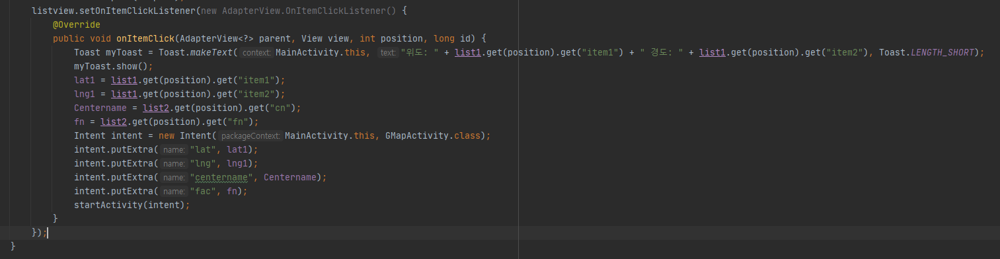 listview.setOnItemClickListener(new AdapterView.OnItemClickListener() {
@Override
public void onItemClick(AdapterView<?> parent, View view, int position, long id) {
Toast myToast = Toast.makeText( context: MainActivity.this, text: "위도: " + list1.get(position).get("item1") + " 경도: " + list1.get(position).get("item2"), Toast.LENGTH_SHORT);
myToast.show();
lat1 = list1.get(position).get("item1");
lng1 = list1.get(position).get("item2");
Centername = list2.get(position).get("cn");
fn = list2.get(position).get("fn");
Intent intent = new Intent( packageContext: MainActivity.this, GMapActivity.class);
intent.putExtra( name: "lat", lat1);
intent.putExtra( name: "lng", lng1);
intent.putExtra( name: "centername", Centername);
intent.putExtra( name: "fac", fn);
startActivity(intent);
}
});
}